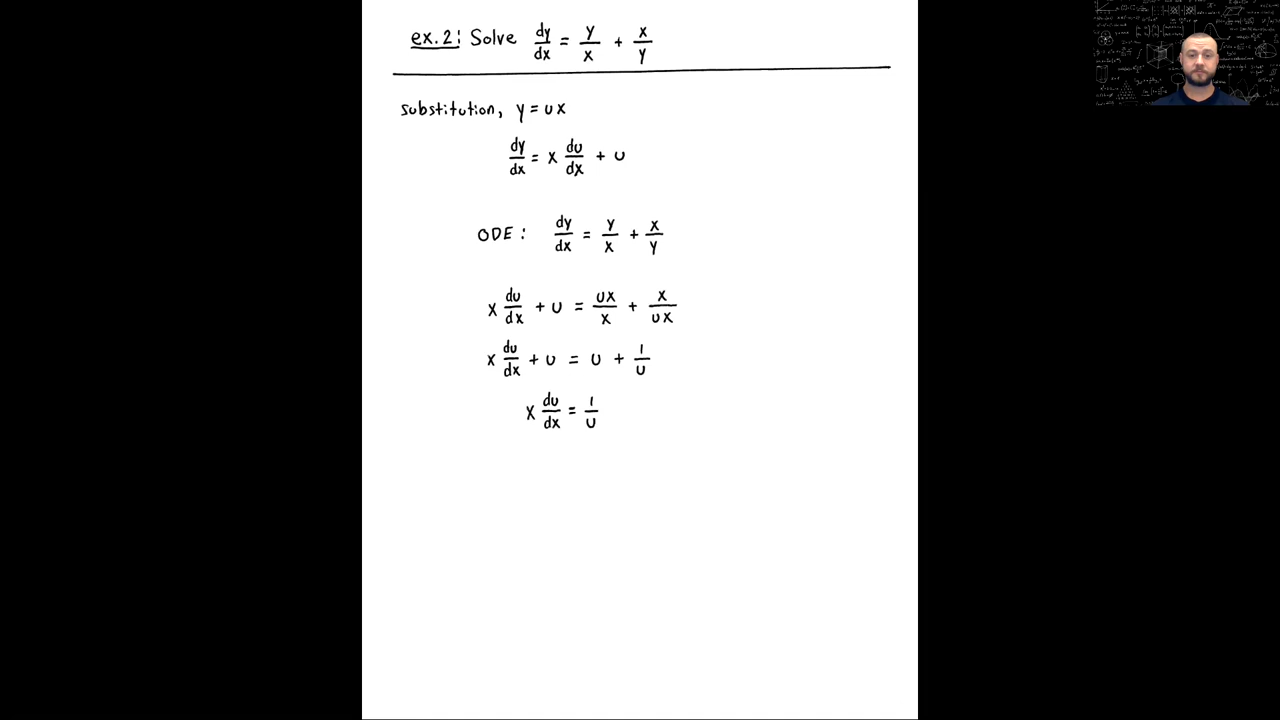 ex. 2: Solve dy/dx = y/x + x/y
substitution, y = ux
dy/dx = x du/dx + u
ODE: dy/dx = y/x + x/y
x du/dx + u = ux/x + x/ux
x du/dx + u = u + 1/u
x du/dx = 1/u